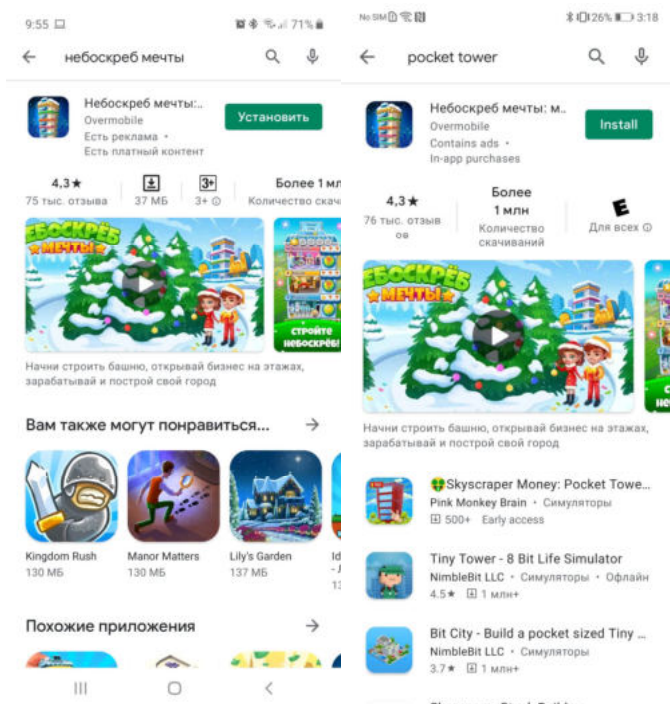 9:55
71%
небоскреб мечты
Небоскреб мечты:..
Overmobile
Есть реклама •
Есть платный контент
Установить
4,3★
75 тыс. отзыва
37 МБ
3+
3+
Более 1 мл
Количество скач
НЕБОСКРЁБ
МЕЧТЫ
СТРОЙТЕ
НЕБОСКРЁБ!
Начни строить башню, открывай бизнес на этажах,
зарабатывай и построй свой город
Вам также могут понравиться...
Kingdom Rush
130 МБ
Manor Matters
130 МБ
Lily's Garden
137 МБ
Id
- Л
13
Похожие приложения
No SIM
26%
3:18
pocket tower
Небоскреб мечты: м..
Overmobile
Contains ads •
In-app purchases
Install
4,3★
76 тыс. отзыв
ов
Более
1 млн
Количество
скачиваний
E
Для всех
НЕБОСКРЁБ
МЕЧТЫ
Начни строить башню, открывай бизнес на этажах,
зарабатывай и построй свой город
Skyscraper Money: Pocket Towe...
Pink Monkey Brain • Симуляторы
500+ Early access
Tiny Tower - 8 Bit Life Simulator
NimbleBit LLC • Симуляторы • Офлайн
4.5★ 1 млн+
Bit City - Build a pocket sized Tiny ...
NimbleBit LLC • Симуляторы
3.7★ 1 млн+